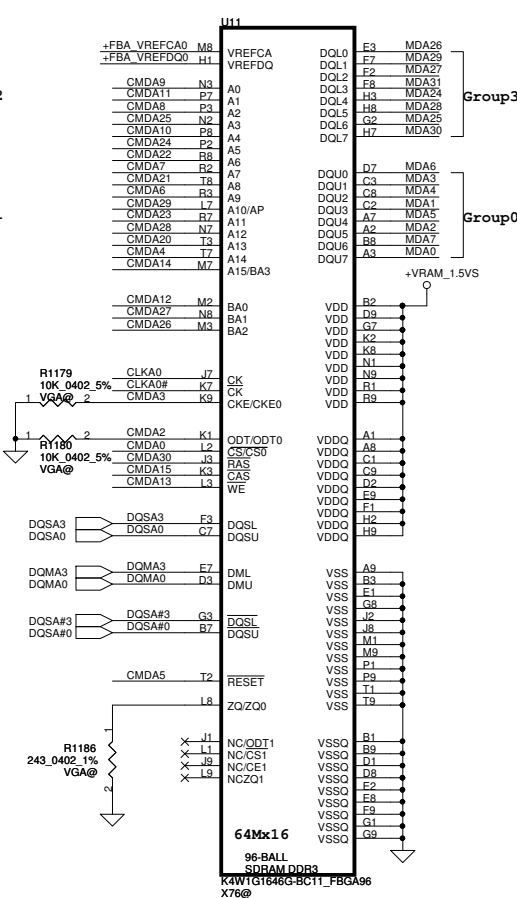 U11
+FBA_VREFCA0 M8 VREFCA
+FBA_VREFDQ0 H1 VREFDQ
CMDA9 N3 A0
CMDA11 P7 A1
CMDA8 P3 A2
CMDA25 N2 A3
CMDA10 P8 A4
CMDA24 P2 A5
CMDA22 R8 A6
CMDA7 R2 A7
CMDA21 T8 A8
CMDA6 R3 A9
CMDA29 L7 A10/AP
CMDA23 R7 A11
CMDA28 N7 A12
CMDA20 T3 A13
CMDA4 T7 A14
CMDA14 M7 A15/BA3
CMDA12 M2 BA0
CMDA27 N8 BA1
CMDA26 M3 BA2
CLKA0 J7 CK
CLKA0# K7 CK
CMDA3 K9 CKE/CKE0
R1179
10K_0402_5%
VGA@
1 2
CMDA2 K1 ODT/ODT0
CMDA0 L2 CS/CS0
CMDA30 J3 RAS
CMDA15 K3 CAS
CMDA13 L3 WE
1 2
R1180
10K_0402_5%
VGA@
DQSA3 DQSA3 F3 DQSL
DQSA0 DQSA0 C7 DQSU
DQMA3 DQMA3 E7 DML
DQMA0 DQMA0 D3 DMU
DQSA#3 DQSA#3 G3 DQSL
DQSA#0 DQSA#0 B7 DQSU
CMDA5 T2 RESET
L8 ZQ/ZQ0
1
R1186
243_0402_1%
VGA@
2
J1 NC/ODT1
L1 NC/CS1
J9 NC/CE1
L9 NCZQ1
DQL0 E3 MDA26
DQL1 F7 MDA29
DQL2 F2 MDA27
DQL3 F8 MDA31
DQL4 H3 MDA24
DQL5 H8 MDA28
DQL6 G2 MDA25
DQL7 H7 MDA30
Group3
DQU0 D7 MDA6
DQU1 C3 MDA3
DQU2 C8 MDA4
DQU3 C2 MDA1
DQU4 A7 MDA5
DQU5 A2 MDA2
DQU6 B8 MDA7
DQU7 A3 MDA0
Group0
+VRAM_1.5VS
VDD B2
VDD D9
VDD G7
VDD K2
VDD K8
VDD N1
VDD N9
VDD R1
VDD R9
VDDQ A1
VDDQ A8
VDDQ C1
VDDQ C9
VDDQ D2
VDDQ E9
VDDQ F1
VDDQ H2
VDDQ H9
VSS A9
VSS B3
VSS E1
VSS G8
VSS J2
VSS J8
VSS M1
VSS M9
VSS P1
VSS P9
VSS T1
VSS T9
VSSQ B1
VSSQ B9
VSSQ D1
VSSQ D8
VSSQ E2
VSSQ E8
VSSQ F9
VSSQ G1
VSSQ G9
64Mx16
96-BALL
SDRAM DDR3
K4W1G1646G-BC11_FBGA96
X76@